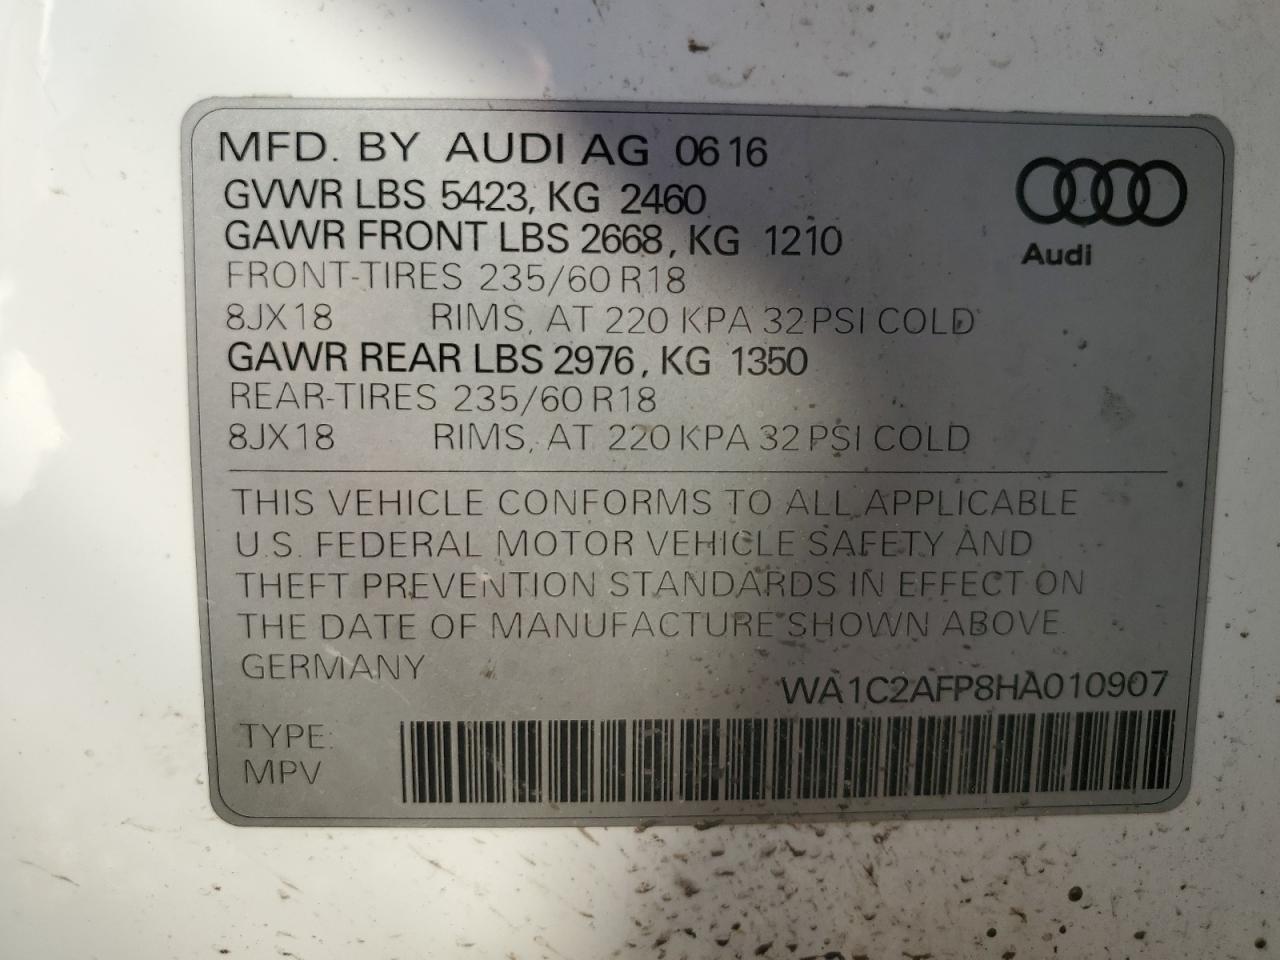 MFD. BY AUDI AG 0616
GVWR LBS 5423, KG 2460
GAWR FRONT LBS 2668, KG 1210
FRONT-TIRES 235/60 R18
8JX18 RIMS, AT 220 KPA 32 PSI COLD
GAWR REAR LBS 2976, KG 1350
REAR-TIRES 235/60 R18
8JX18 RIMS, AT 220 KPA 32 PSI COLD
Audi
THIS VEHICLE CONFORMS TO ALL APPLICABLE
U.S. FEDERAL MOTOR VEHICLE SAFETY AND
THEFT PREVENTION STANDARDS IN EFFECT ON
THE DATE OF MANUFACTURE SHOWN ABOVE.
GERMANY
WA1C2AFP8HA010907
TYPE:
MPV